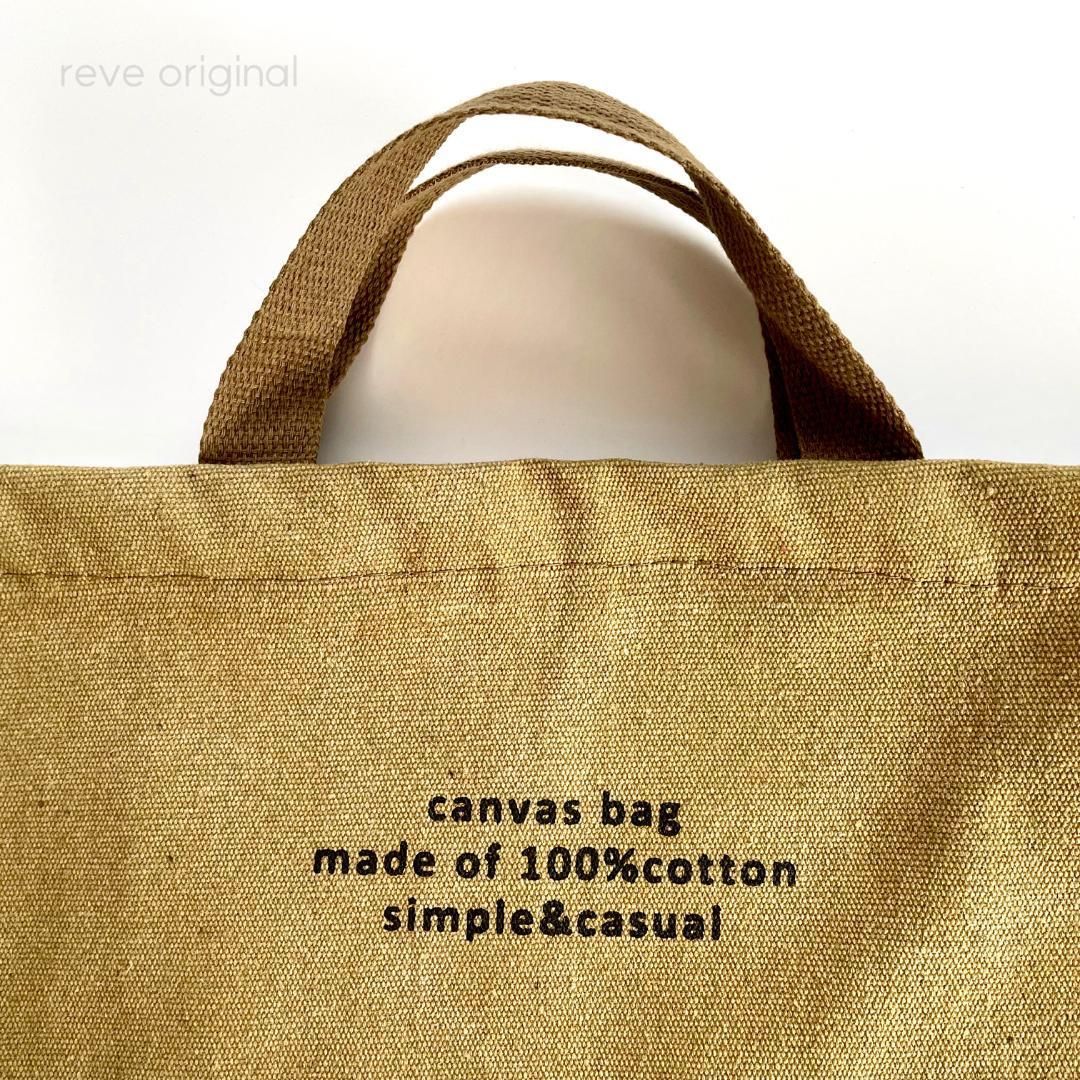 reve original
canvas bag
made of 100%cotton
simple&casual